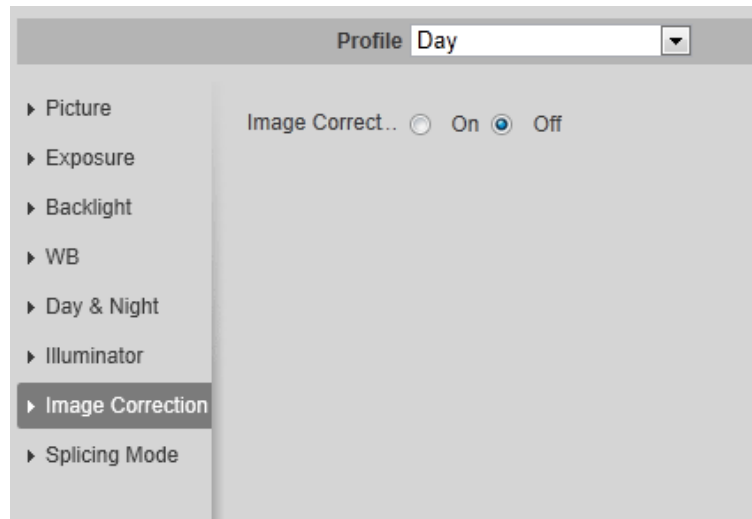 Profile Day
Picture
Image Correct.. On Off
Exposure
Backlight
WB
Day & Night
Illuminator
Image Correction
Splicing Mode